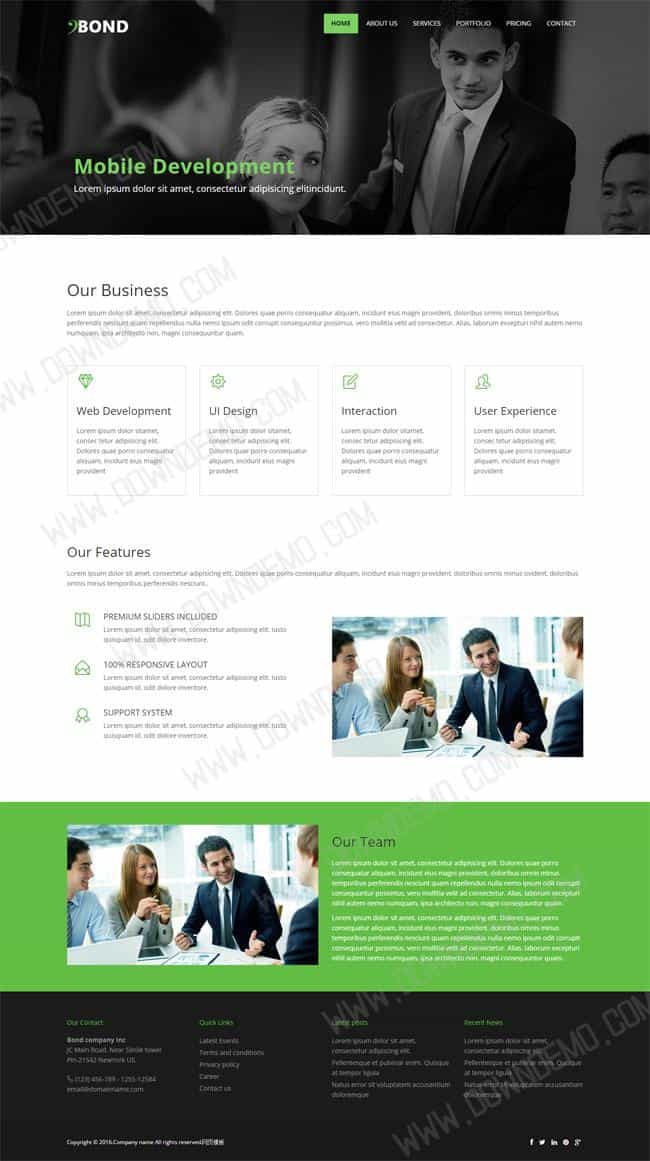 BOND
HOME ABOUT US SERVICES PORTFOLIO PRICING CONTACT
Mobile Development
Lorem ipsum dolor sit amet, consectetur adipisicing elitincidunt.
Our Business
Lorem ipsum dolor sit amet, consectetur adipisicing elit. Dolores quae porro consequatur aliquam, incidunt eius magni provident, doloribus omnis minus temporibus
perferendis nesciunt quam repudiandae nulla nemo ipsum odit corrupti consequuntur possimus, vero mollitia velit ad consectetur. Alias, laborum excepturi nihil autem nemo
numquam, ipsa architecto non, magni consequuntur quam.
Web Development
Lorem ipsum dolor sitamet,
consec tetur adipisicing elit.
Dolores quae porro consequatur
aliquam, incidunt eius magni
provident
UI Design
Lorem ipsum dolor sitamet,
consec tetur adipisicing elit.
Dolores quae porro consequatur
aliquam, incidunt eius magni
provident
Interaction
Lorem ipsum dolor sitamet,
consec tetur adipisicing elit.
Dolores quae porro consequatur
aliquam, incidunt eius magni
provident
User Experience
Lorem ipsum dolor sitamet,
consec tetur adipisicing elit.
Dolores quae porro consequatur
aliquam, incidunt eius magni
provident
Our Features
Lorem ipsum dolor sit amet, consectetur adipisicing elit. Dolores quae porro consequatur aliquam, incidunt eius magni provident, doloribus omnis minus ovident, doloribus
omnis minus temporibus perferendis nesciunt..
PREMIUM SLIDERS INCLUDED
Lorem ipsum dolor sit amet, consectetur adipisicing elit. Iusto
quisquam id, odit dolore inventore.
100% RESPONSIVE LAYOUT
Lorem ipsum dolor sit amet, consectetur adipisicing elit. Iusto
quisquam id, odit dolore inventore.
SUPPORT SYSTEM
Lorem ipsum dolor sit amet, consectetur adipisicing elit. Iusto
quisquam id, odit dolore inventore.
Our Team
Lorem ipsum dolor sit amet, consectetur adipisicing elit. Dolores quae porro
consequatur aliquam, incidunt eius magni provident, doloribus omnis minus
temporibus perferendis nesciunt quam repudiandae nulla nemo ipsum odit corrupti
consequuntur possimus, vero mollitia velit ad consectetur. Alias, laborum excepturi
nihil autem nemo numquam, ipsa architecto non, magni consequuntur quam.
Lorem ipsum dolor sit amet, consectetur adipisicing elit. Dolores quae porro
consequatur aliquam, incidunt eius magni provident, doloribus omnis minus
temporibus perferendis nesciunt quam repudiandae nulla nemo ipsum odit corrupti
consequuntur possimus, vero mollitia velit ad consectetur. Alias, laborum excepturi
nihil autem nemo numquam, ipsa architecto non, magni consequuntur quam.
Our Contact
Bond company Inc
JC Main Road, Near Silnile tower
Pin-21542 NewYork US.
(123) 456-789 - 1255-12584
email@domainname.com
Quick Links
Latest Events
Terms and conditions
Privacy policy
Career
Contact us
Latest posts
Lorem ipsum dolor sit amet,
consectetur adipisicing elit.
Pellentesque et pulvinar enim. Quisque
at tempor ligula
Natus error sit voluptatem accusantium
doloremque
Recent News
Lorem ipsum dolor sit amet,
consectetur adipisicing elit.
Pellentesque et pulvinar enim. Quisque
at tempor ligula
Natus error sit voluptatem accusantium
doloremque
Copyright © 2016.Company name All rights reserved.网页模板
WWW.DOWNDEMO.COM